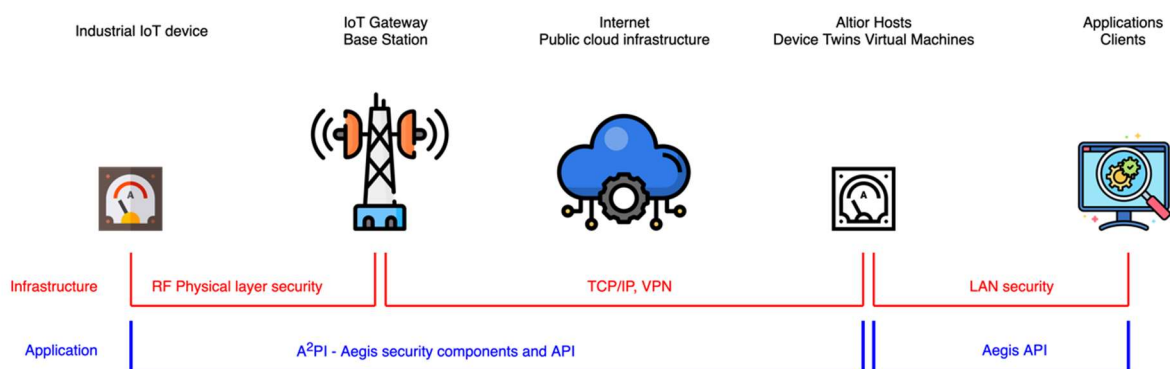 Industrial IoT device
IoT Gateway
Base Station
Internet
Public cloud infrastructure
Altior Hosts
Device Twins Virtual Machines
Applications
Clients
A
A
Infrastructure
RF Physical layer security
TCP/IP, VPN
LAN security
Application
A²PI - Aegis security components and API
Aegis API